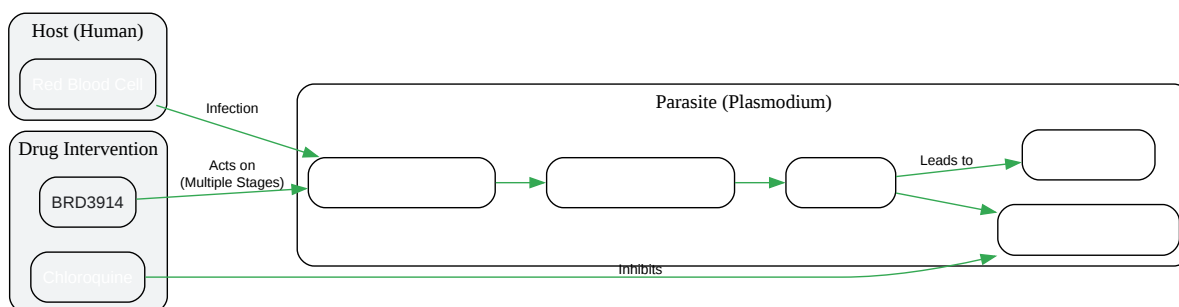 Host (Human)
Red Blood Cell
Infection
Parasite (Plasmodium)
Drug Intervention
Acts on
(Multiple Stages)
BRD3914
Leads to
Chloroquine
Inhibits